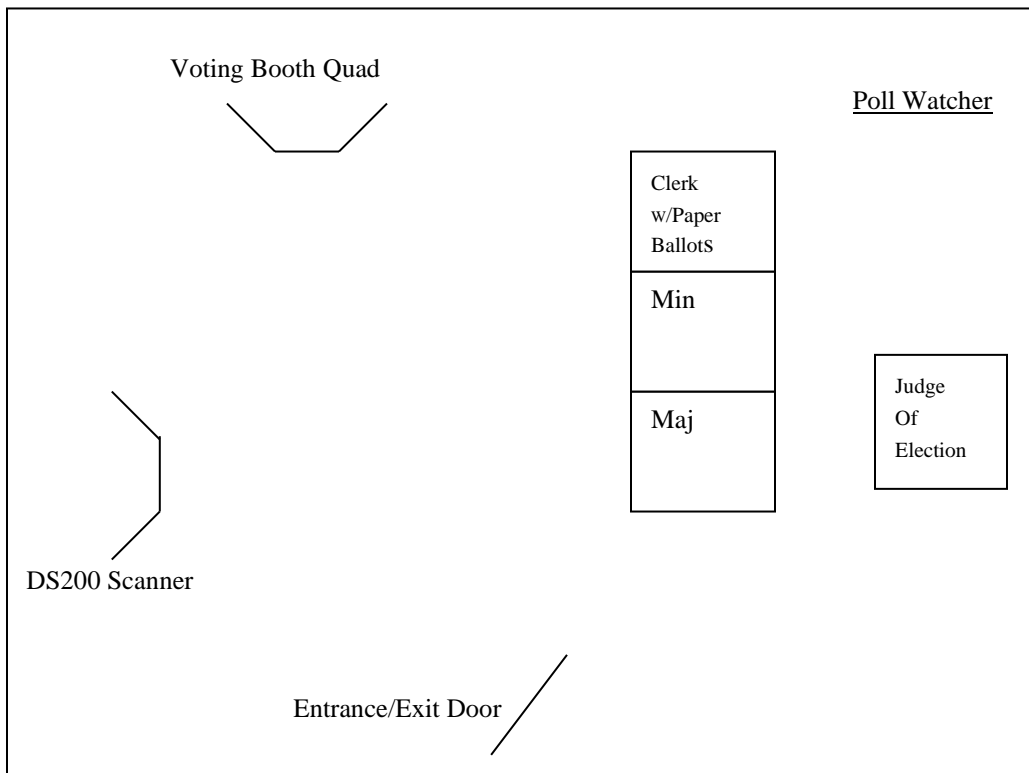 Voting Booth Quad
Poll Watcher
Clerk
w/Paper
Ballots
Min
Maj
Judge
Of
Election
DS200 Scanner
Entrance/Exit Door